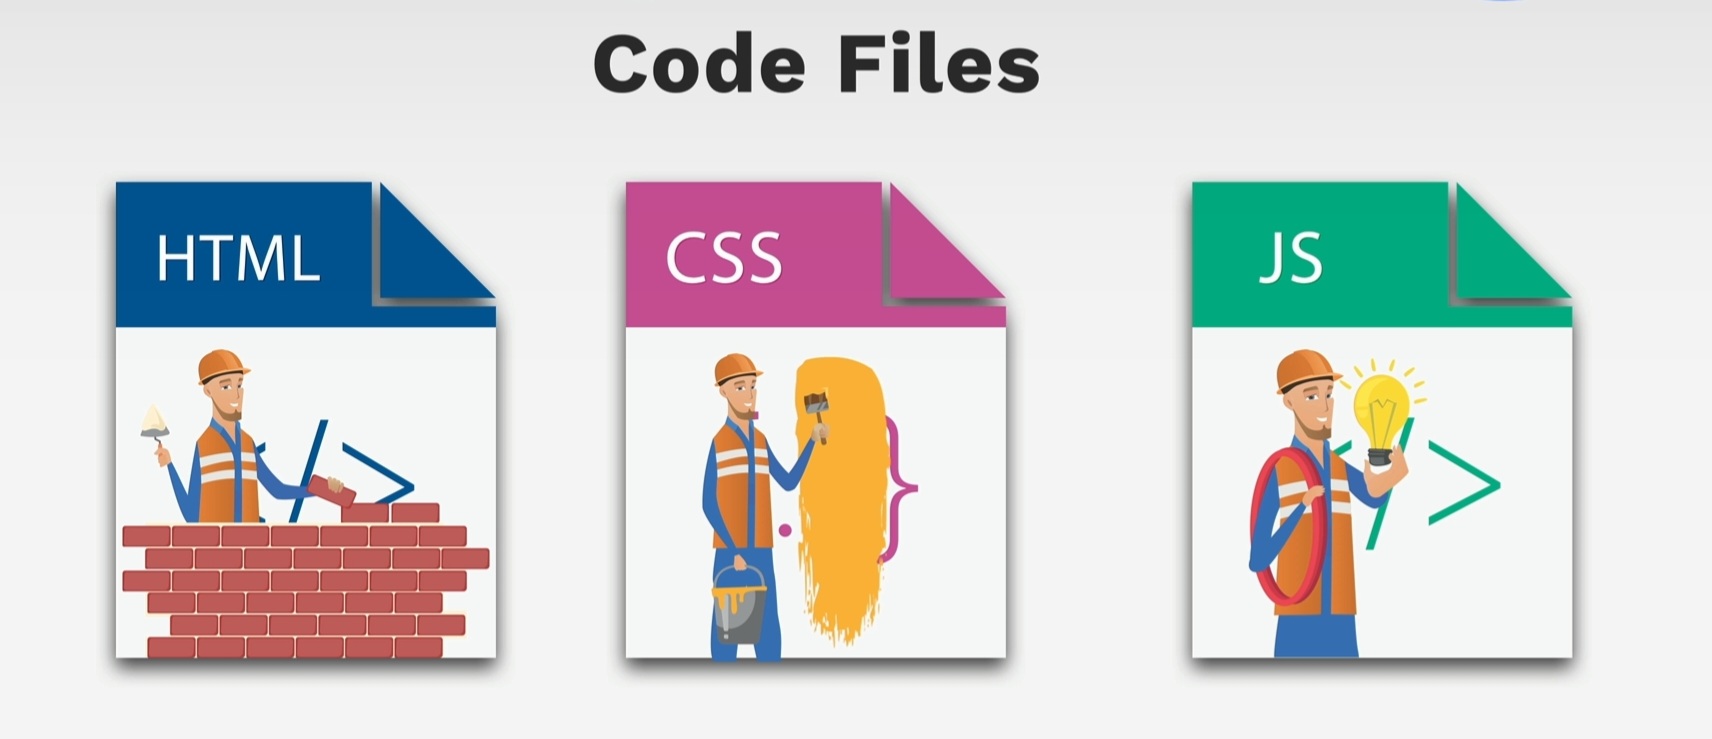 Code Files
HTML
CSS
JS
/>
}
/>